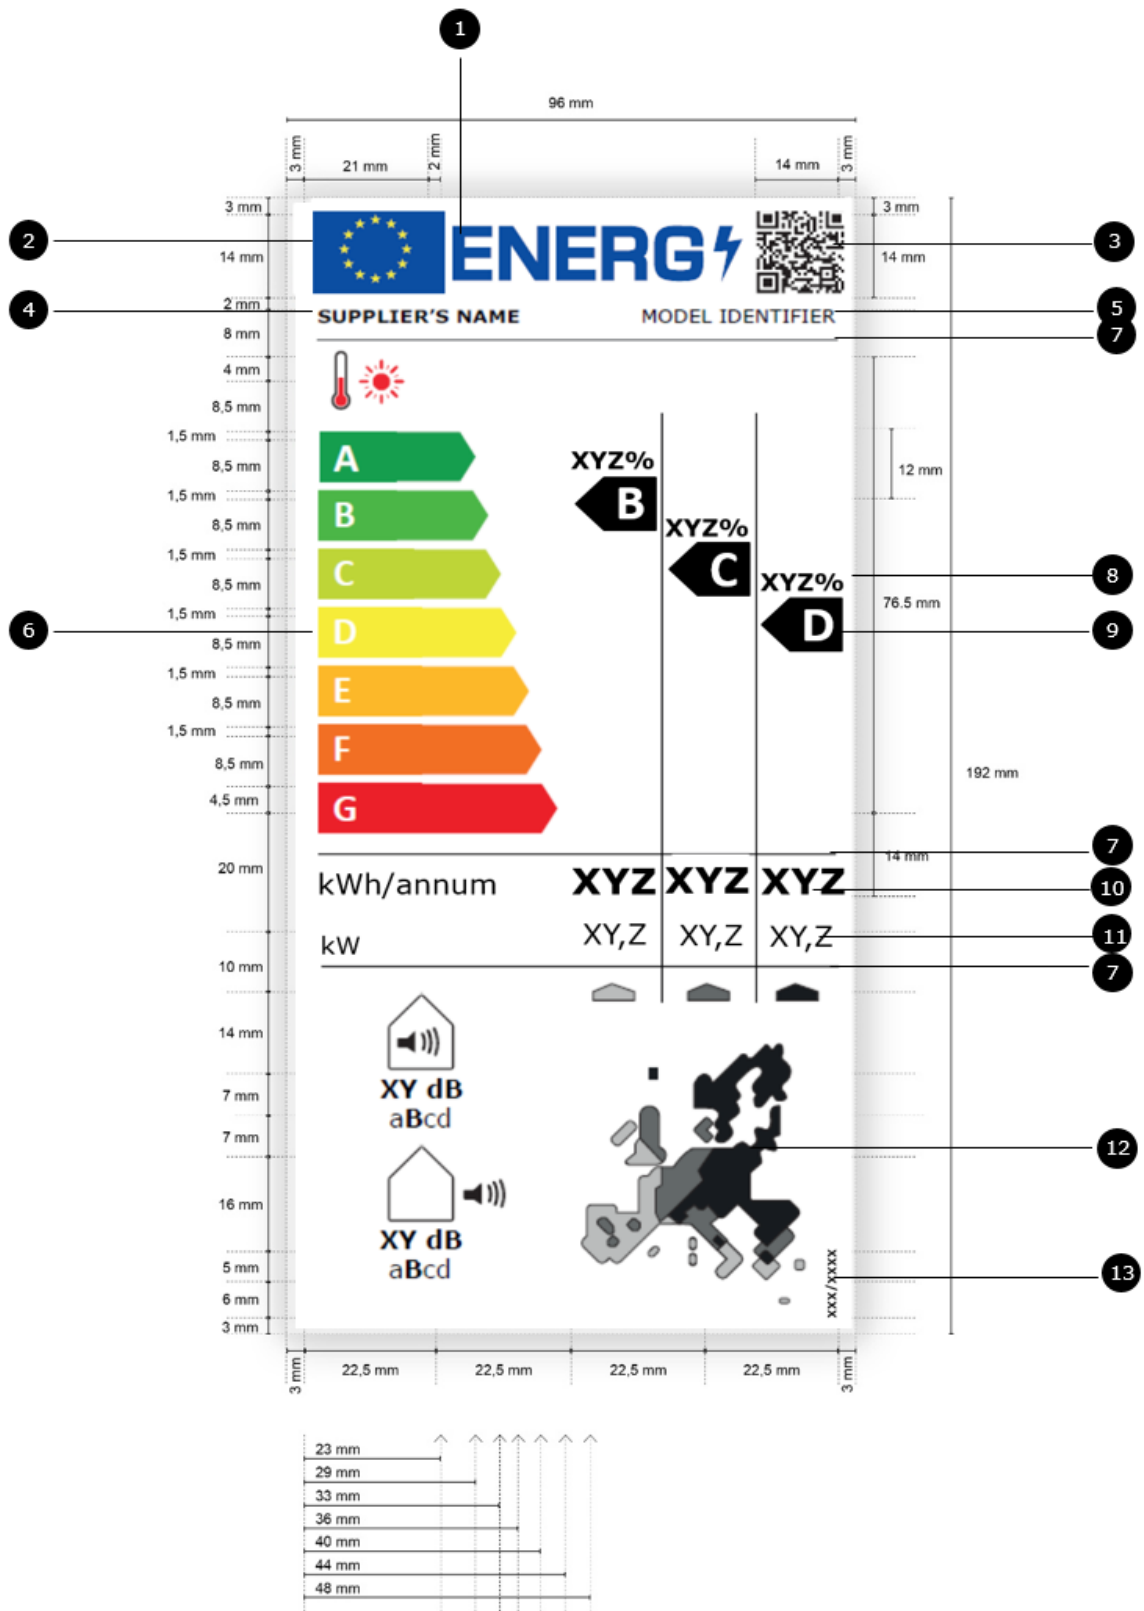 1
96 mm
3 mm
21 mm
2 mm
14 mm
3 mm
3 mm
3 mm
2
ENERG
3
14 mm
14 mm
2 mm
4
SUPPLIER'S NAME
MODEL IDENTIFIER
5
8 mm
7
4 mm
8,5 mm
1,5 mm
A
XYZ%
8,5 mm
12 mm
1,5 mm
B
B
8,5 mm
XYZ%
1,5 mm
C
C
8
8,5 mm
XYZ%
76.5 mm
1,5 mm
6
D
D
9
8,5 mm
1,5 mm
E
8,5 mm
1,5 mm
F
8,5 mm
192 mm
4,5 mm
G
7
14 mm
20 mm
kWh/annum
XYZ
XYZ
XYZ
10
kW
XY,Z
XY,Z
XY,Z
11
10 mm
7
14 mm
XY dB
aBcd
7 mm
7 mm
12
16 mm
XY dB
aBcd
5 mm
xxx/xxxx
13
6 mm
3 mm
3 mm
22,5 mm
22,5 mm
22,5 mm
22,5 mm
3 mm
23 mm
29 mm
33 mm
36 mm
40 mm
44 mm
48 mm